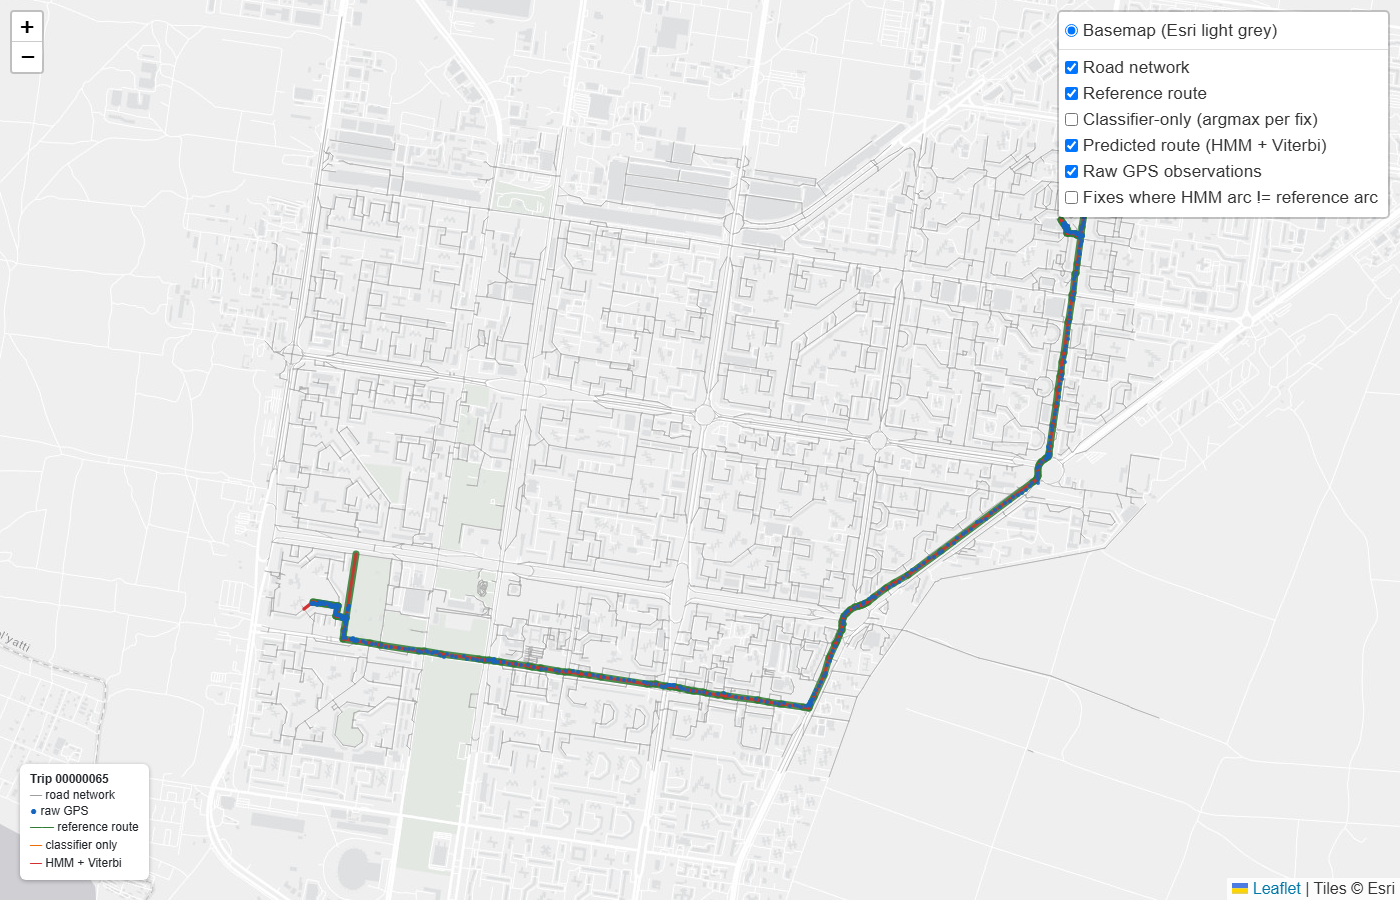 +
−
Basemap (Esri light grey)
Road network
Reference route
Classifier-only (argmax per fix)
Predicted route (HMM + Viterbi)
Raw GPS observations
Fixes where HMM arc != reference arc
Trip 00000065
road network
raw GPS
reference route
classifier only
HMM + Viterbi
Leaflet | Tiles © Esri